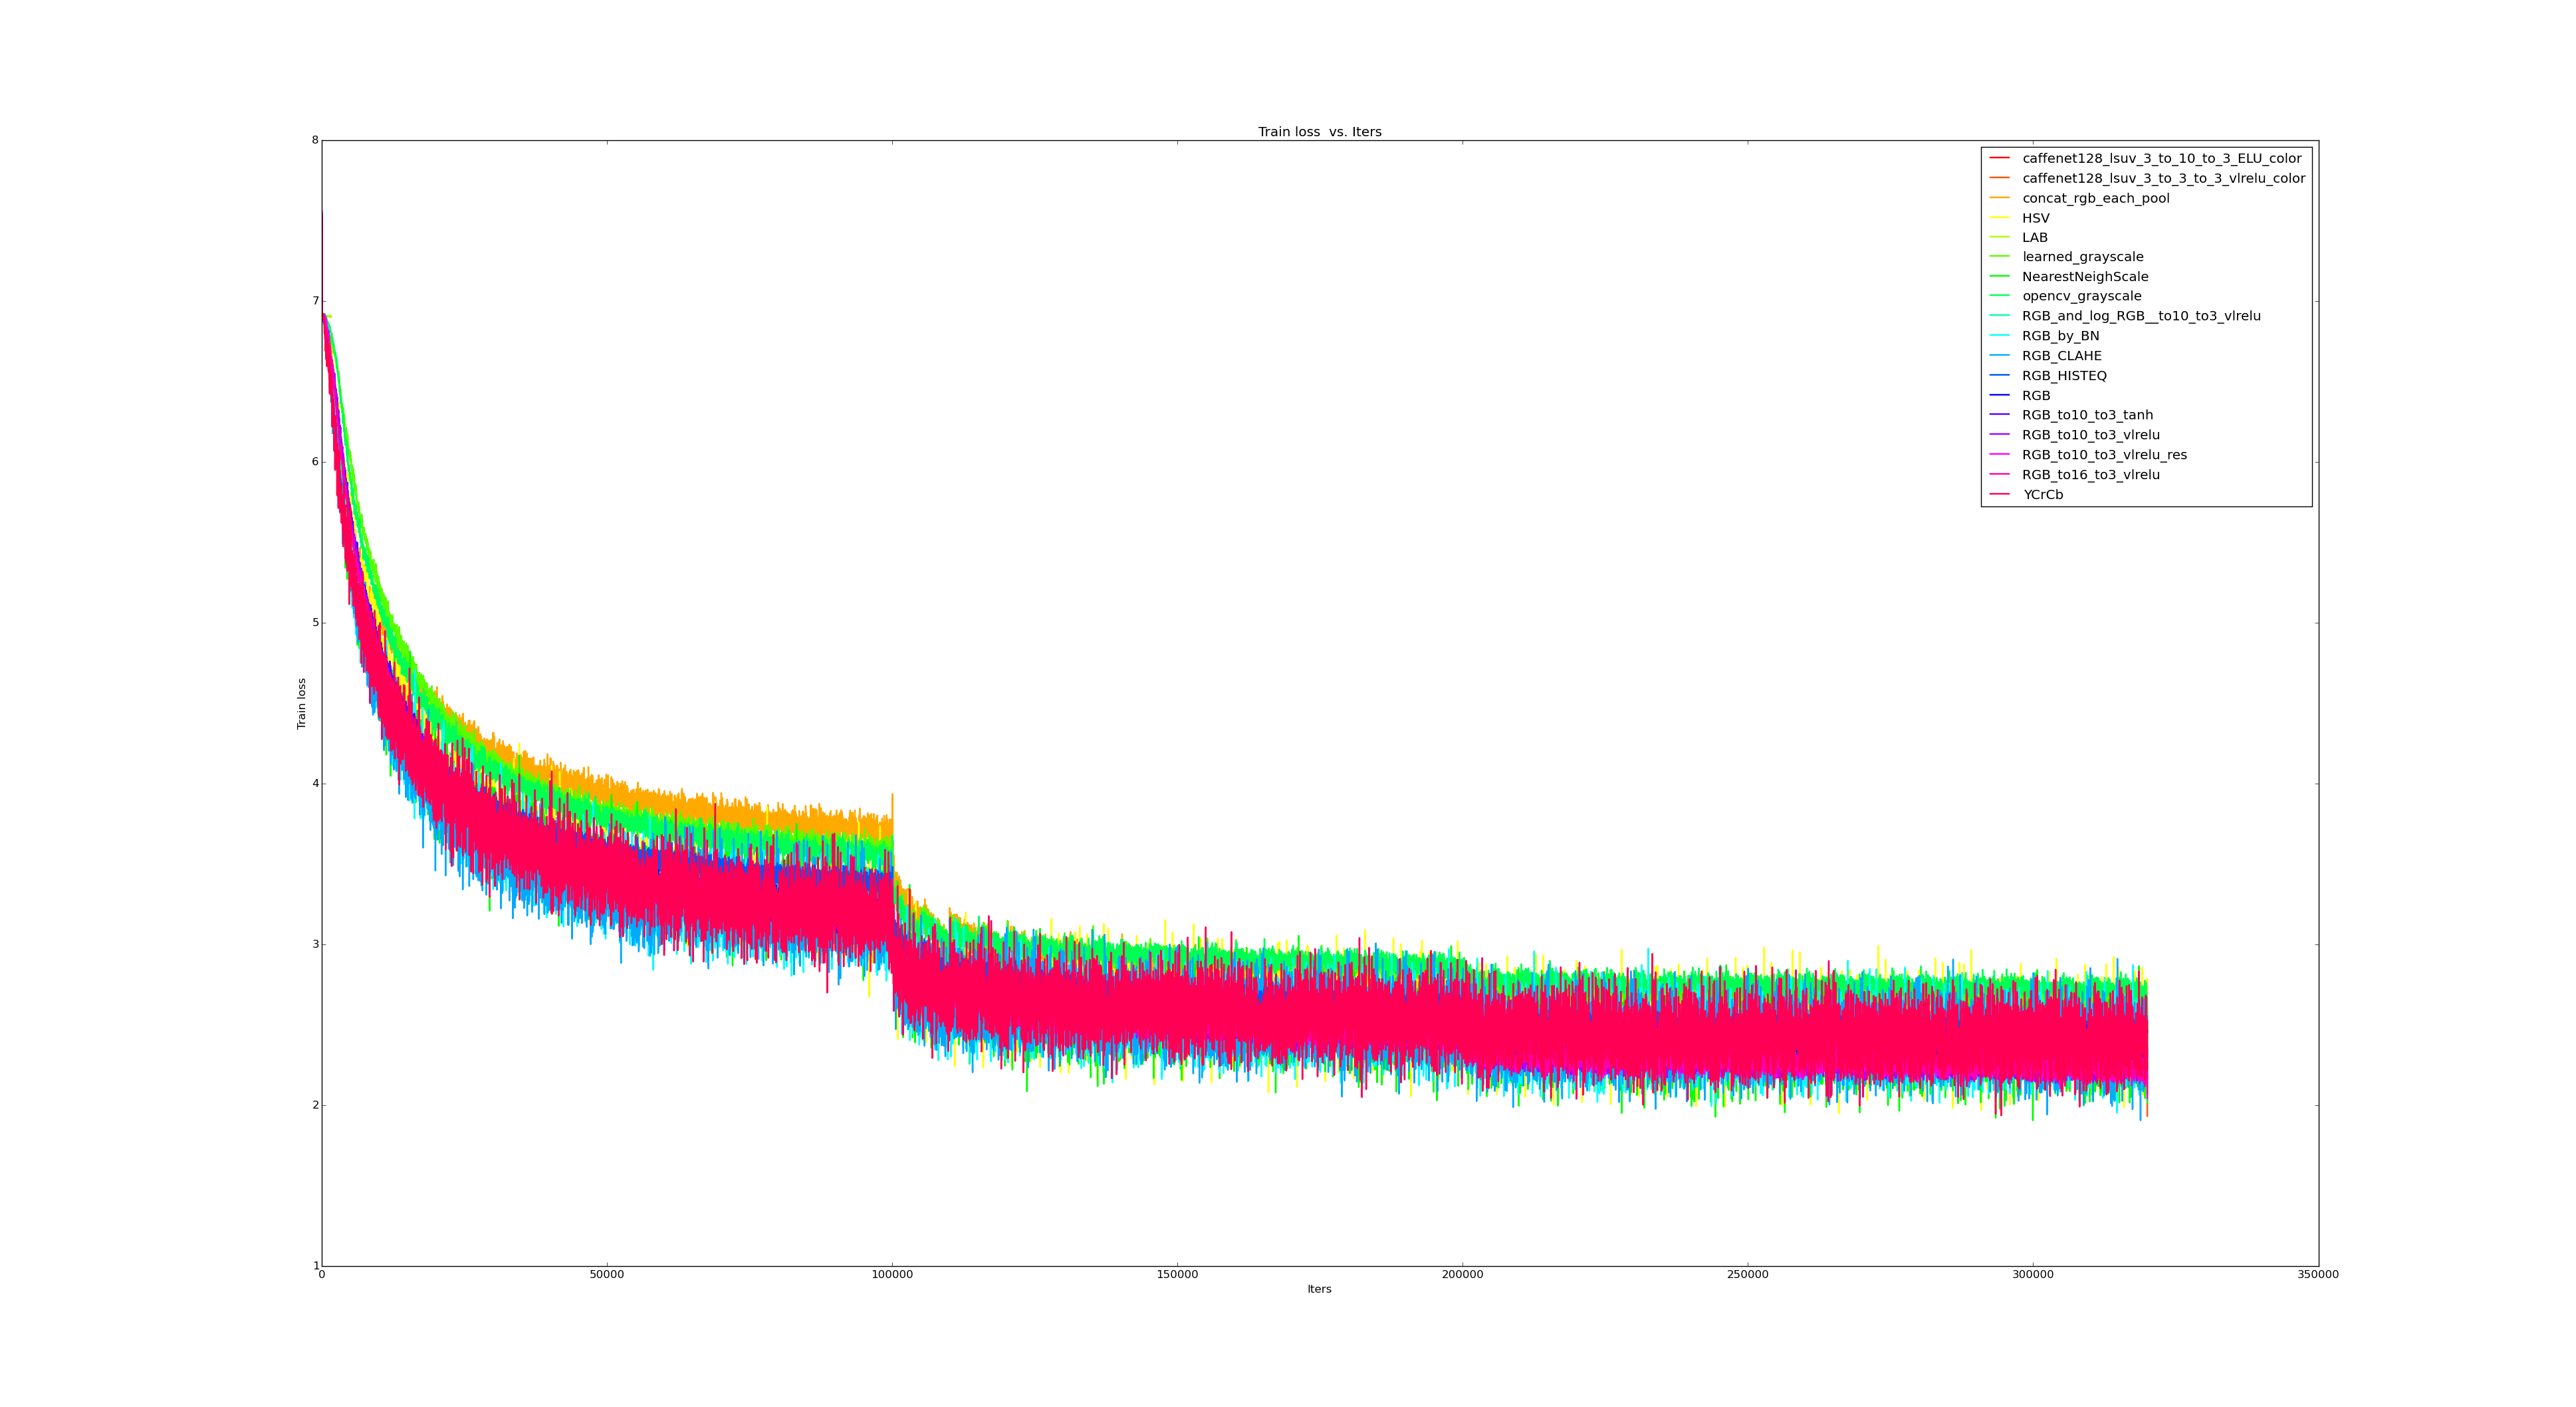 Train loss  vs. Iters
8
7
6
5
4
3
2
1
Train loss
0
50000
100000
150000
200000
250000
300000
350000
Iters
caffenet128_lsuv_3_to_10_to_3_ELU_color
caffenet128_lsuv_3_to_3_to_3_vlrelu_color
concat_rgb_each_pool
HSV
LAB
learned_grayscale
NearestNeighScale
opencv_grayscale
RGB_and_log_RGB__to10_to3_vlrelu
RGB_by_BN
RGB_CLAHE
RGB_HISTEQ
RGB
RGB_to10_to3_tanh
RGB_to10_to3_vlrelu
RGB_to10_to3_vlrelu_res
RGB_to16_to3_vlrelu
YCrCb